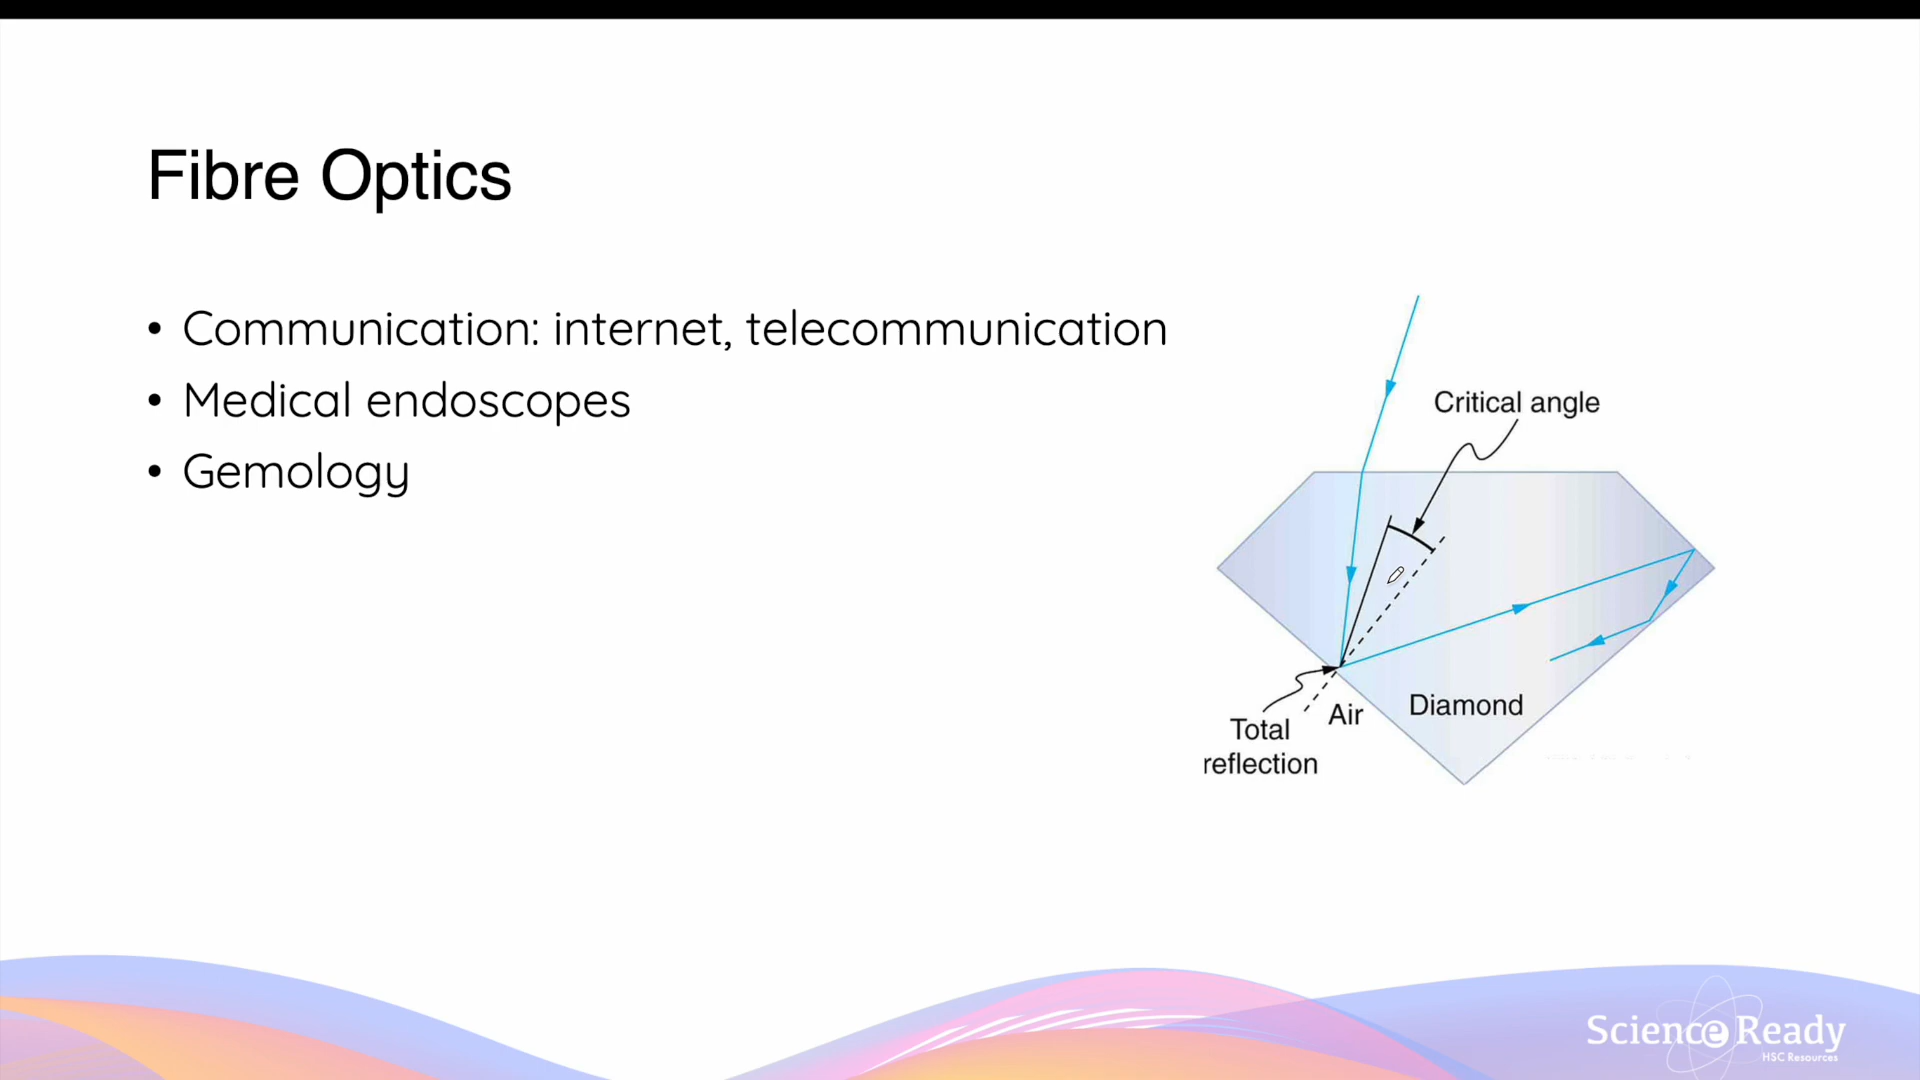 Fibre Optics
• Communication: internet, telecommunication
• Medical endoscopes
• Gemology
Critical angle
Total
reflection
Air
Diamond
Science Ready
HSC Resources